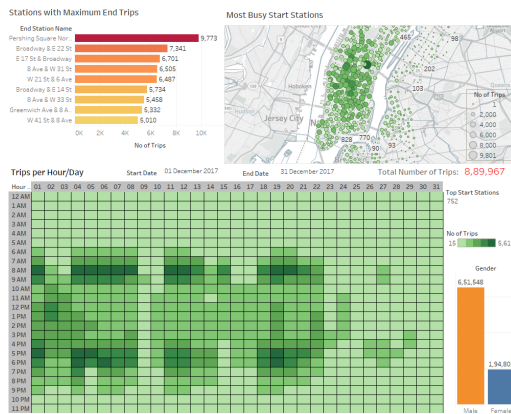 Stations with Maximum End Trips
End Station Name
Pershing Square Nor.. 9,773
Broadway & E 22 St 7,341
E 17 St & Broadway 6,701
8 Ave & W 31 St 6,505
W 21 St & 6 Ave 6,487
Broadway & E 14 St 5,734
8 Ave & W 33 St 5,458
Greenwich Ave & 8 A.. 5,332
W 41 St & 8 Ave 5,010
0K 2K 4K 6K 8K 10K
No of Trips
Most Busy Start Stations
465 98
202
103
Hoboken
Jersey City
828 770
90 93
No of Trips
1
2,000
4,000
6,000
8,000
9,801
Trips per Hour/Day Start Date 01 December 2017 End Date 31 December 2017 Total Number of Trips: 8,89,967
Hour .. 01 02 03 04 05 06 07 08 09 10 11 12 13 14 15 16 17 18 19 20 21 22 23 24 25 26 27 28 29 30 31
12 AM
1 AM
2 AM
3 AM
4 AM
5 AM
6 AM
7 AM
8 AM
9 AM
10 AM
11 AM
12 PM
1 PM
2 PM
3 PM
4 PM
5 PM
6 PM
7 PM
8 PM
9 PM
10 PM
11 PM
Top Start Stations
752
No of Trips
15 5,61
Gender
6,51,548
1,94,80
Male Female